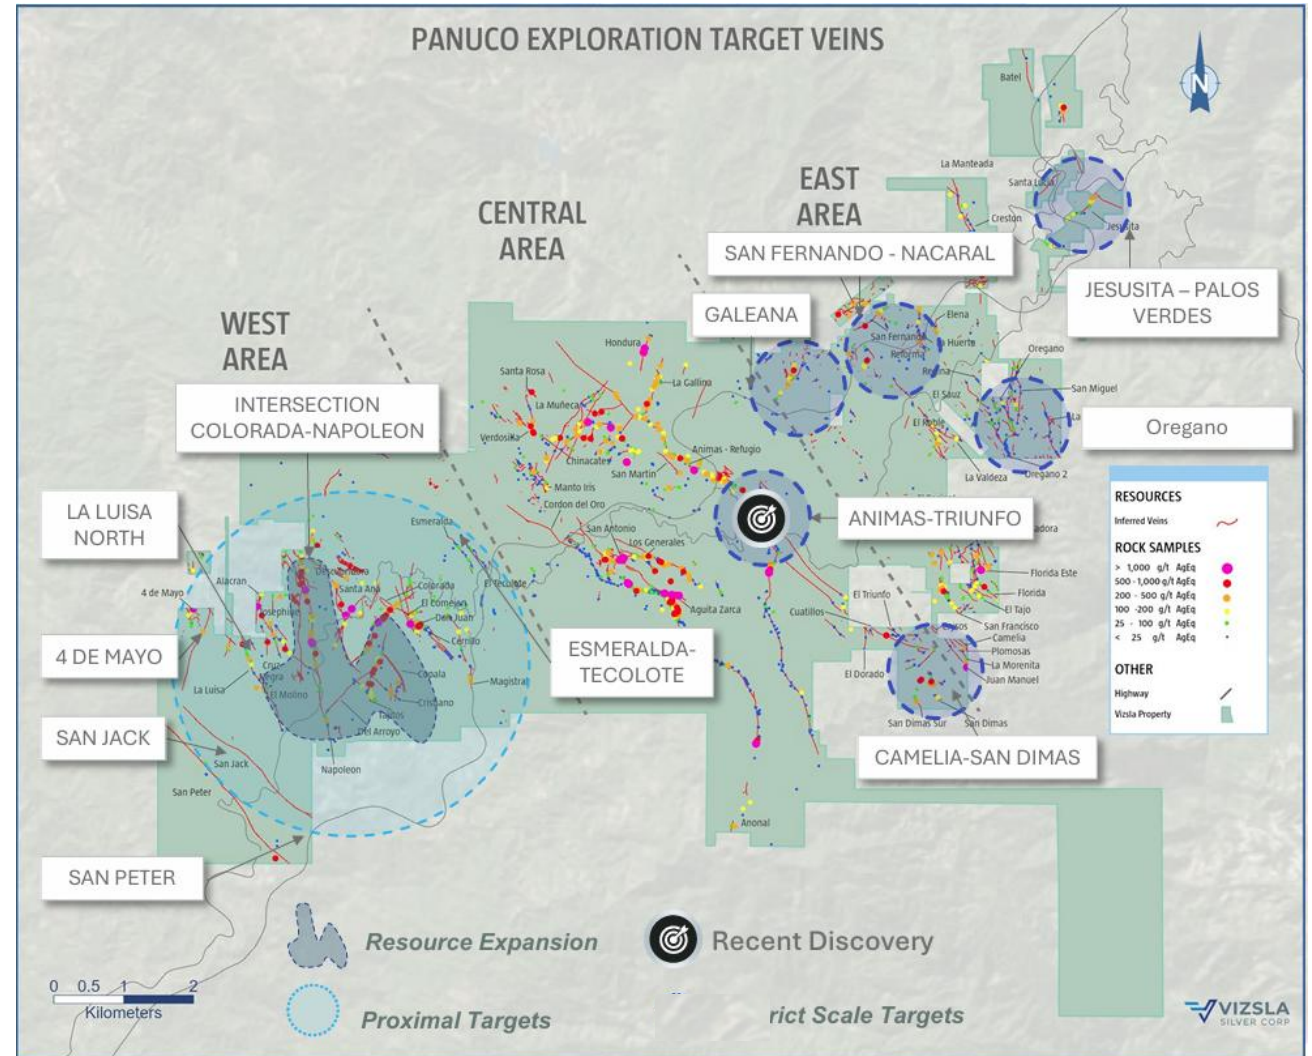 PANUCO EXPLORATION TARGET VEINS
N
Batel
La Manteada
Creston
Jesusita
EAST
AREA
CENTRAL
AREA
WEST
AREA
SAN FERNANDO - NACARAL
JESUSITA – PALOS
VERDES
GALEANA
INTERSECTION
COLORADA-NAPOLEON
Hondura
Elena
San Fernando
Reforma
Oregano
San Miguel
La
El Sauz
El Roble
Oregano
La Valdeza
Oregano 2
Santa Rosa
La Gallina
La Muñeca
Verdosilla
Chinacates
San Martin
Animas - Refugio
Manto Iris
Cordon del Oro
San Antonio
Los Generales
Aguita Zarca
ANIMAS-TRIUNFO
LA LUISA
NORTH
Esmeralda
El Tecolote
Alacran
4 de Mayo
Santa Ana
Colorada
Don Juan
Cerrito
Cruz
Negra
La Luisa
El Molino
Copala
Cristiano
Tajitos
Del Arroyo
Napoleon
4 DE MAYO
SAN JACK
San Jack
San Peter
SAN PETER
ESMERALDA-
TECOLOTE
Cuatillos
El Triunfo
El Dorado
Florida Este
Florida
El Tajo
San Francisco
Camelia
Plomosas
La Morenita
Juan Manuel
San Dimas Sur
San Dimas
CAMELIA-SAN DIMAS
Anonal
RESOURCES
Inferred Veins
ROCK SAMPLES
> 1,000 g/t AgEq
500-1,000 g/t AgEq
200 - 500 g/t AgEq
100 -200 g/t AgEq
25 - 100 g/t AgEq
< 25 g/t AgEq
OTHER
Highway
Vizsla Property
Resource Expansion
Recent Discovery
Proximal Targets
rict Scale Targets
0 0.5 1 2
Kilometers
VIZSLA
SILVER CORP